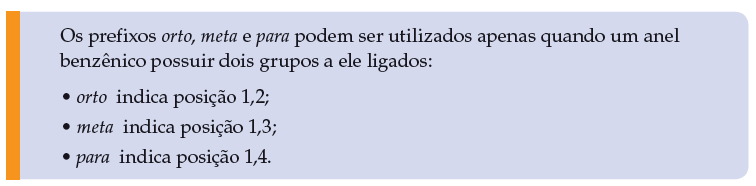 Os prefixos orto, meta e para podem ser utilizados apenas quando um anel
benzênico possuir dois grupos a ele ligados:
• orto indica posição 1,2;
• meta indica posição 1,3;
• para indica posição 1,4.